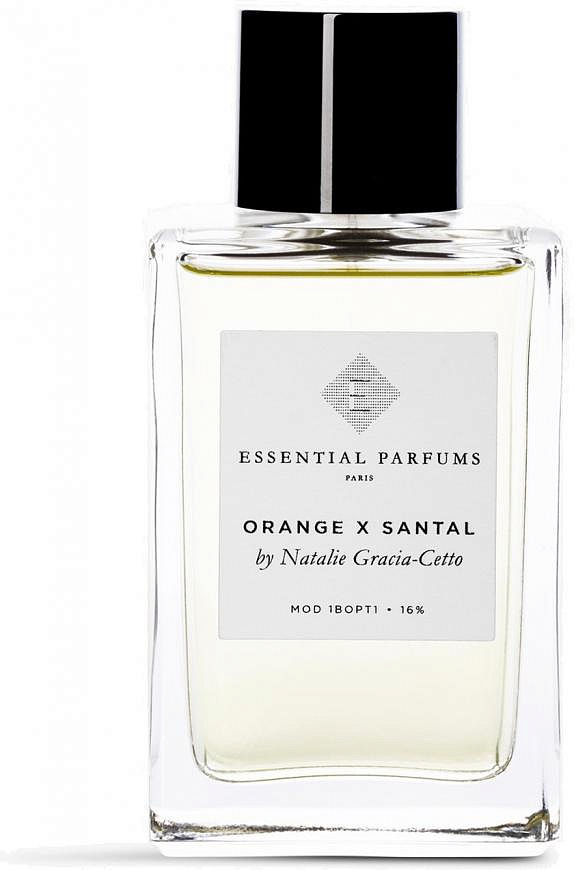 E
ESSENTIAL PARFUMS
PARIS
ORANGE X SANTAL
by Natalie Gracia-Cetto
MOD 1BOPT1 • 16%